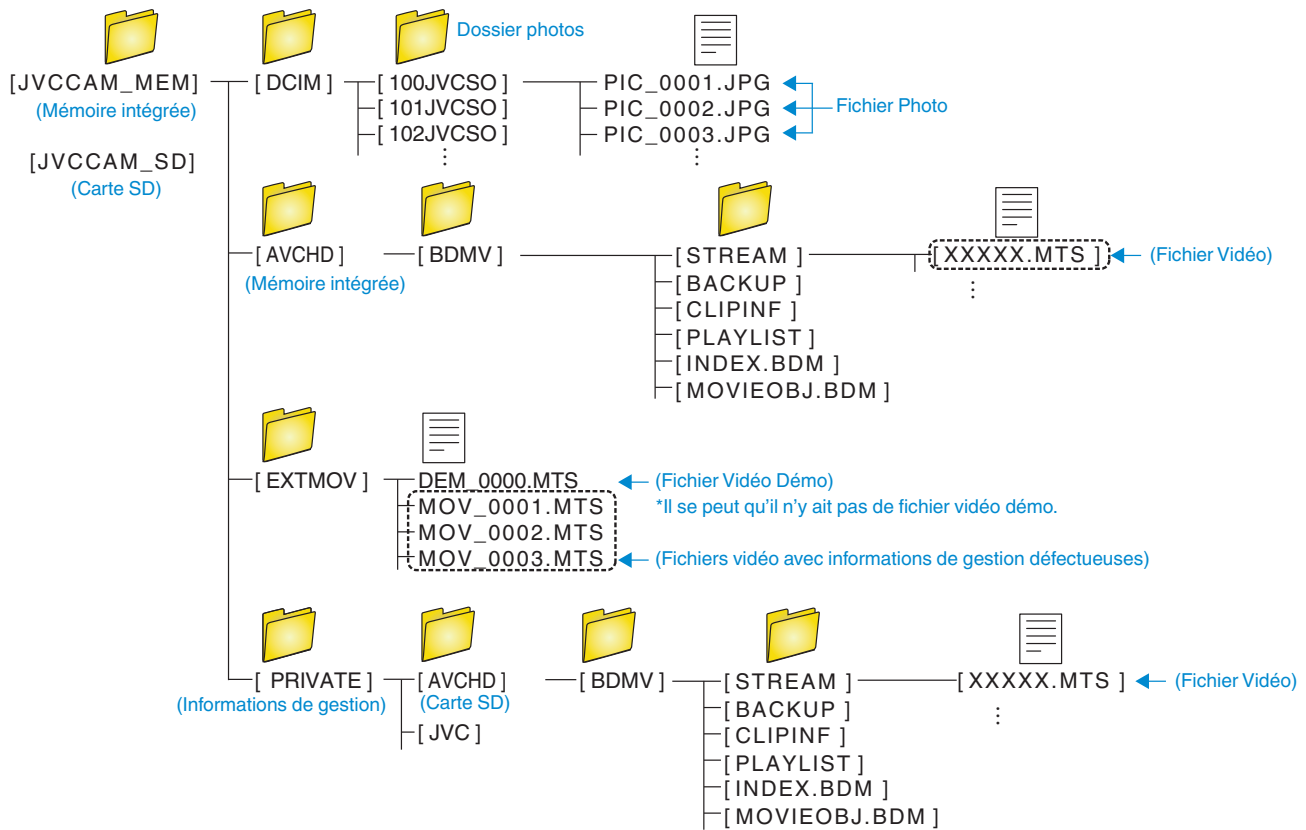 Dossier photos
[JVCCAM_MEM]
(Mémoire intégrée)
[JVCCAM_SD]
(Carte SD)
[ DCIM ]
[ 100JVCSO ]
[ 101JVCSO ]
[ 102JVCSO ]
PIC_0001.JPG
PIC_0002.JPG
PIC_0003.JPG
Fichier Photo
[ AVCHD ]
(Mémoire intégrée)
[ BDMV ]
[ STREAM ]
[ BACKUP ]
[ CLIPINF ]
[ PLAYLIST ]
[ INDEX.BDM ]
[ MOVIEOBJ.BDM ]
[ XXXXX.MTS ]
(Fichier Vidéo)
[ EXTMOV ]
DEM_0000.MTS
MOV_0001.MTS
MOV_0002.MTS
MOV_0003.MTS
(Fichier Vidéo Démo)
*Il se peut qu'il n'y ait pas de fichier vidéo démo.
(Fichiers vidéo avec informations de gestion défectueuses)
[ PRIVATE ]
(Informations de gestion)
[ AVCHD ]
(Carte SD)
[ JVC ]
[ BDMV ]
[ STREAM ]
[ BACKUP ]
[ CLIPINF ]
[ PLAYLIST ]
[ INDEX.BDM ]
[ MOVIEOBJ.BDM ]
[ XXXXX.MTS ]
(Fichier Vidéo)